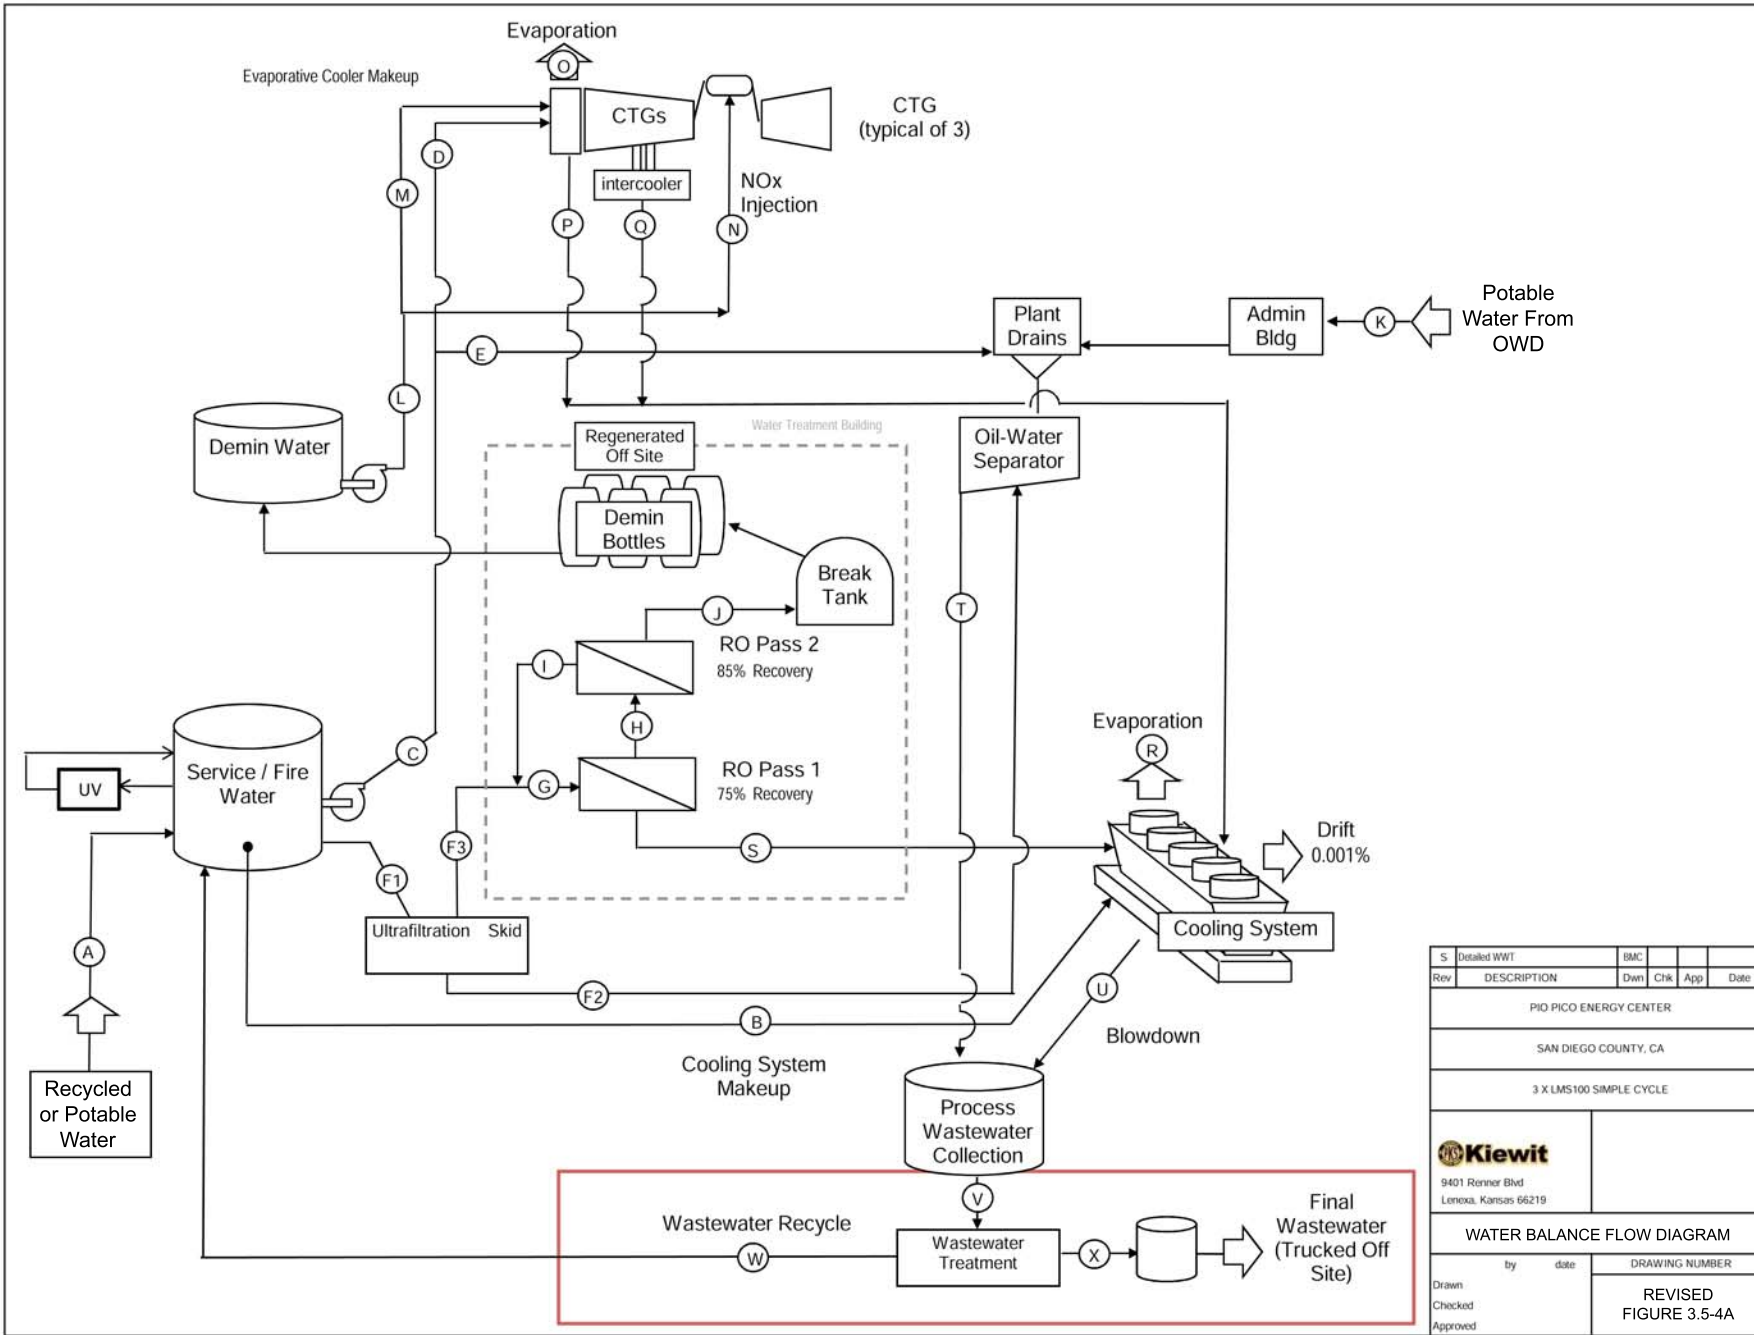 Evaporation
O
Evaporative Cooler Makeup
CTGs
CTG
(typical of 3)
D
M
intercooler
NOx
Injection
P
Q
N
Potable
Water From
OWD
Plant
Drains
Admin
Bldg
K
E
L
Water Treatment Building
Regenerated
Off Site
Oil-Water
Separator
Demin Water
Demin
Bottles
Break
Tank
J
T
RO Pass 2
85% Recovery
I
H
Evaporation
R
C
Service / Fire
Water
UV
RO Pass 1
75% Recovery
G
F3
S
Drift
0.001%
F1
Ultrafiltration Skid
Cooling System
A
F2
U
B
Blowdown
Cooling System
Makeup
Recycled
or Potable
Water
Process
Wastewater
Collection
V
Wastewater Recycle
W
Wastewater
Treatment
X
Final
Wastewater
(Trucked Off
Site)
S Detailed WWT BMC
Rev DESCRIPTION Dwn Chk App Date
PIO PICO ENERGY CENTER
SAN DIEGO COUNTY, CA
3 X LMS100 SIMPLE CYCLE
PKS Kiewit
9401 Renner Blvd
Lenexa, Kansas 66219
WATER BALANCE FLOW DIAGRAM
by date DRAWING NUMBER
Drawn
Checked
Approved
REVISED
FIGURE 3.5-4A